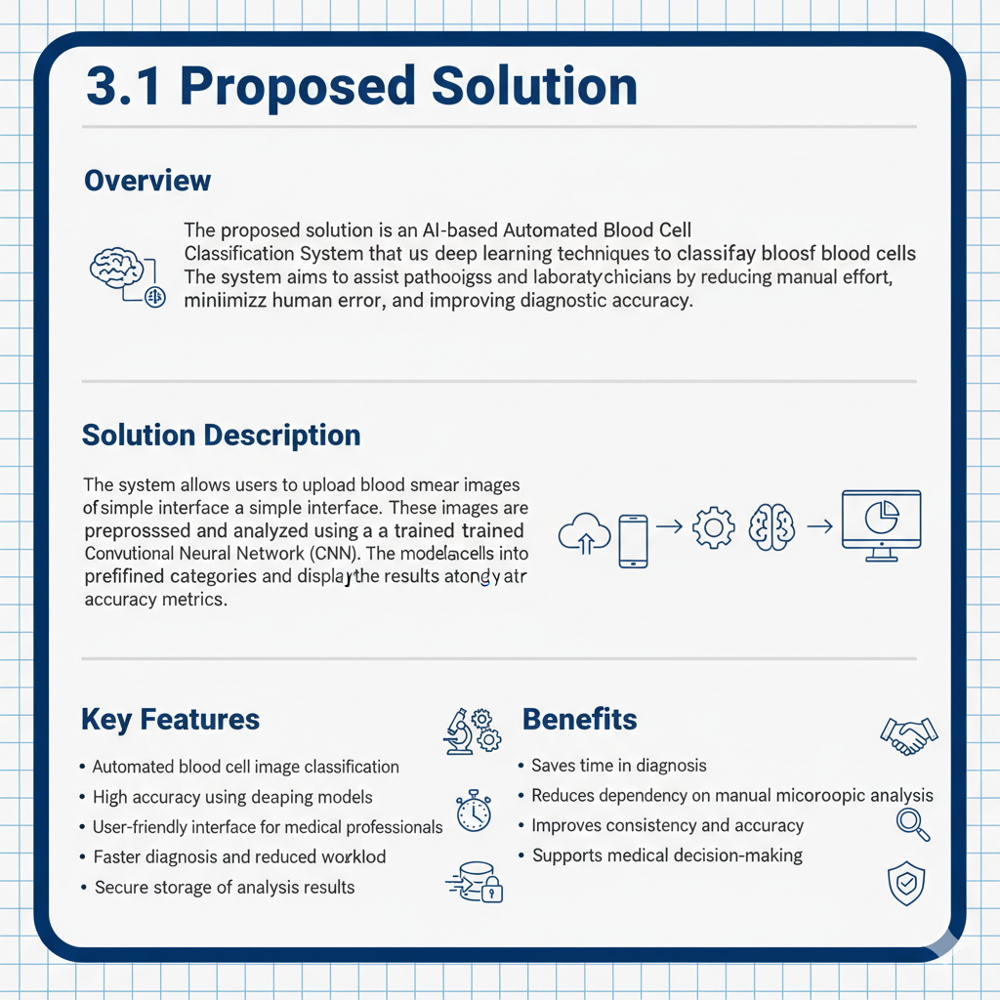 3.1 Proposed Solution
Overview
The proposed solution is an AI-based Automated Blood Cell
Classification System that us deep learning techniques to classifay bloosf blood cells
The system aims to assist pathooigss and laboratychicians by reducing manual effort,
miniimizz human error, and improving diagnostic accuracy.
Solution Description
The system allows users to upload blood smear images
of simple interface a simple interface. These images are
preprosssed and analyzed using a a trained trained
Convutional Neural Network (CNN). The modelacells into
prefifined categories and display the results atongy atr
accuracy metrics.
Key Features
• Automated blood cell image classification
• High accuracy using deaping models
• User-friendly interface for medical professionals
• Faster diagnosis and reduced worklod
• Secure storage of analysis results
Benefits
• Saves time in diagnosis
• Reduces dependency on manual micoroopic analysis
• Improves consistency and accuracy
• Supports medical decision-making